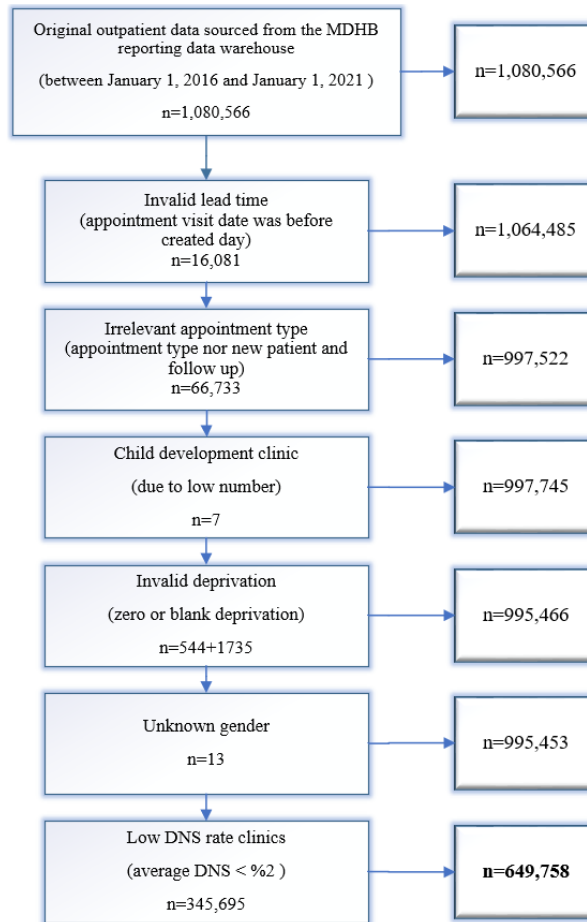 Original outpatient data sourced from the MDHB
reporting data warehouse
(between January 1, 2016 and January 1, 2021 )
n=1,080,566
n=1,080,566
Invalid lead time
(appointment visit date was before
created day)
n=16,081
n=1,064,485
Irrelevant appointment type
(appointment type nor new patient and
follow up)
n=66,733
n=997,522
Child development clinic
(due to low number)
n=7
n=997,745
Invalid deprivation
(zero or blank deprivation)
n=544+1735
n=995,466
Unknown gender
n=13
n=995,453
Low DNS rate clinics
(average DNS < %2 )
n=345,695
n=649,758